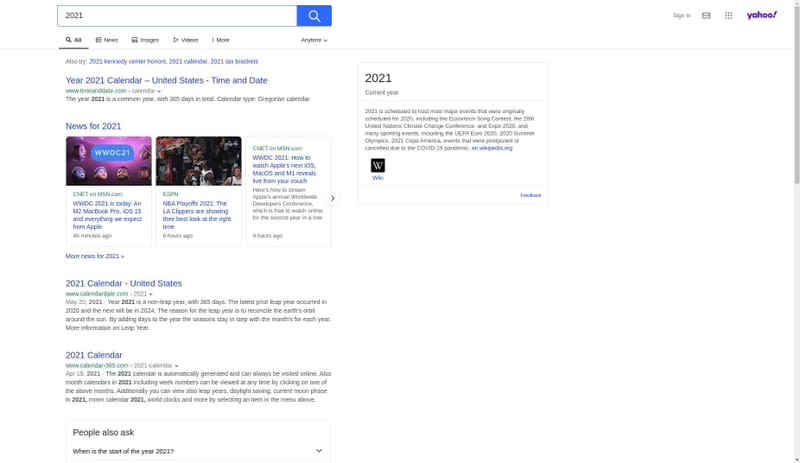 2021
Sign in
yahoo!
All
News
Images
Videos
More
Anytime
Also try: 2021 kennedy center honors, 2021 calendar, 2021 tax brackets
Year 2021 Calendar – United States - Time and Date
www.timeanddate.com › calendar
The year 2021 is a common year, with 365 days in total. Calendar type: Gregorian calendar
News for 2021
WWDC21
CNET on MSN.com
WWDC 2021 is today: An
M2 MacBook Pro, iOS 15
and everything we expect
from Apple
46 minutes ago
ESPN
NBA Playoffs 2021: The
LA Clippers are showing
their best look at the right
time
6 hours ago
CNET on MSN.com
WWDC 2021: How to
watch Apple's next iOS,
MacOS and M1 reveals
live from your couch
Here's how to stream
Apple's annual Worldwide
Developers Conference,
which is free to watch online
for the second year in a row.
4 hours ago
More news for 2021 »
2021 Calendar - United States
www.calendardate.com › 2021
May 20, 2021 · Year 2021 is a non-leap year, with 365 days. The latest prior leap year occurred in
2020 and the next will be in 2024. The reason for the leap year is to reconcile the earth's orbit
around the sun. By adding days to the year the seasons stay in step with the month's for each year.
More information on Leap Year.
2021 Calendar
www.calendar-365.com › 2021-calendar
Apr 18, 2021 · The 2021 calendar is automatically generated and can always be visited online. Also
month calendars in 2021 including week numbers can be viewed at any time by clicking on one of
the above months. Additionally you can view also leap years, daylight saving, current moon phase
in 2021, moon calendar 2021, world clocks and more by selecting an item in the menu above.
People also ask
When is the start of the year 2021?
2021
Current year
2021 is scheduled to host most major events that were originally
scheduled for 2020, including the Eurovision Song Contest, the 26th
United Nations Climate Change Conference, and Expo 2020, and
many sporting events, including the UEFA Euro 2020, 2020 Summer
Olympics, 2021 Copa America, events that were postponed or
cancelled due to the COVID-19 pandemic. en.wikipedia.org
W
Wiki
Feedback